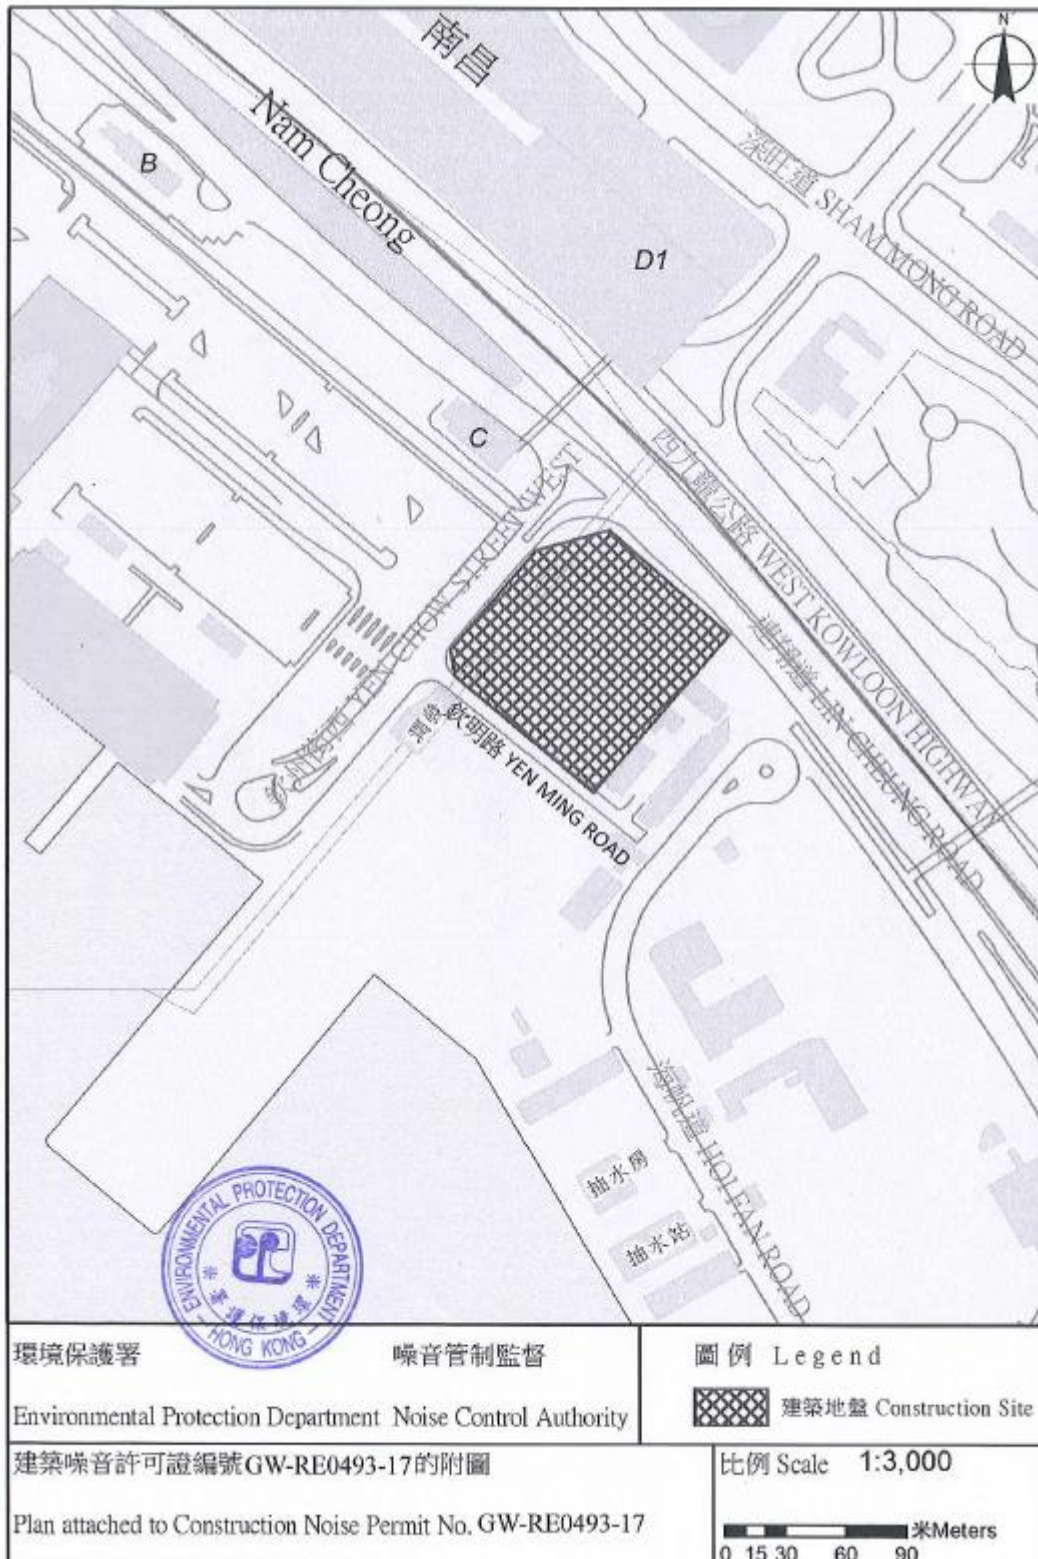 N
南昌
Nam Cheong
B
D1
C
深旺道 SHAM MONG ROAD
西九龍公路 WEST KOWLOON HIGHWAY
連翔道 LIN CHEUNG ROAD
YEN CHOW STREET WEST
欽明路 YEN MING ROAD
海帆道 HOI FAN ROAD
抽水房
抽水站
ENVIRONMENTAL PROTECTION DEPARTMENT
HONG KONG
環境保護署
環境保護署 噪音管制監督
Environmental Protection Department Noise Control Authority
圖例 Legend
建築地盤 Construction Site
建築噪音許可證編號GW-RE0493-17的附圖
Plan attached to Construction Noise Permit No. GW-RE0493-17
比例 Scale 1:3,000
米Meters
0 15 30 60 90